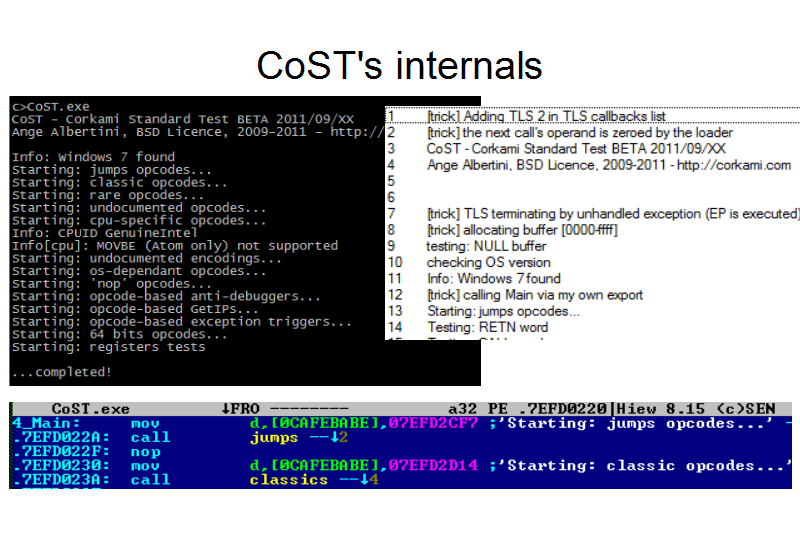 CoST's internals
c>CoST.exe
CoST - Corkami Standard Test BETA 2011/09/XX
Ange Albertini, BSD Licence, 2009-2011 - http://
Info: Windows 7 found
Starting: jumps opcodes...
Starting: classic opcodes...
Starting: rare opcodes...
Starting: undocumented opcodes...
Starting: cpu-specific opcodes...
Info: CPUID GenuineIntel
Info[cpu]: MOVBE (Atom only) not supported
Starting: undocumented encodings...
Starting: os-dependant opcodes...
Starting: 'nop' opcodes...
Starting: opcode-based anti-debuggers...
Starting: opcode-based GetIPs...
Starting: opcode-based exception triggers...
Starting: 64 bits opcodes...
Starting: registers tests
...completed!
1 [trick] Adding TLS 2 in TLS callbacks list
2 [trick] the next call's operand is zeroed by the loader
3 CoST - Corkami Standard Test BETA 2011/09/XX
4 Ange Albertini, BSD Licence, 2009-2011 - http://corkami.com
5
6
7 [trick] TLS terminating by unhandled exception (EP is executed)
8 [trick] allocating buffer [0000-ffff]
9 testing: NULL buffer
10 checking OS version
11 Info: Windows 7 found
12 [trick] calling Main via my own export
13 Starting: jumps opcodes...
14 Testing: RETN word
CoST.exe ↓FRO -------- a32 PE .7EFD0220|Hiew 8.15 (c)SEN
4_Main: mov d,[0CAFEBABE],07EFD2CF7 ;'Starting: jumps opcodes...' -
.7EFD022A: call jumps --↓2
.7EFD022F: nop
.7EFD0230: mov d,[0CAFEBABE],07EFD2D14 ;'Starting: classic opcodes...'
.7EFD023A: call classics --↓4